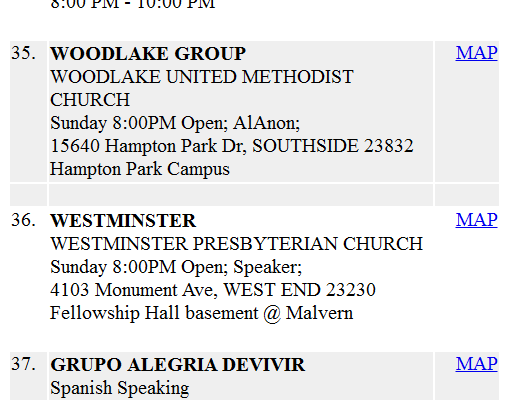 8:00 PM - 10:00 PM
35. WOODLAKE GROUP MAP
WOODLAKE UNITED METHODIST
CHURCH
Sunday 8:00PM Open; AlAnon;
15640 Hampton Park Dr, SOUTHSIDE 23832
Hampton Park Campus
36. WESTMINSTER MAP
WESTMINSTER PRESBYTERIAN CHURCH
Sunday 8:00PM Open; Speaker;
4103 Monument Ave, WEST END 23230
Fellowship Hall basement @ Malvern
37. GRUPO ALEGRIA DEVIVIR MAP
Spanish Speaking